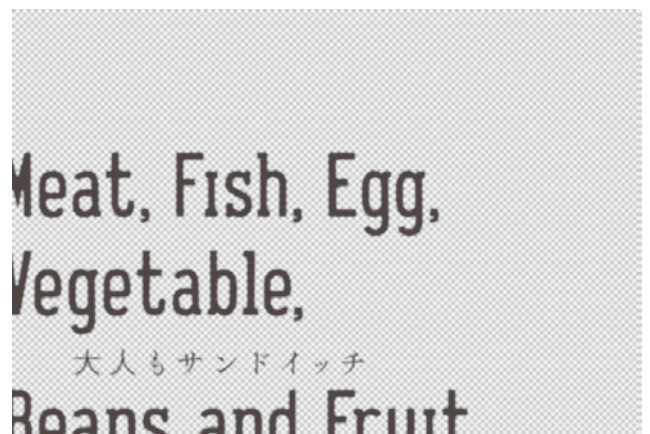 Meat, Fish, Egg,
Vegetable,
大人もサンドイッチ
Beans and Fruit